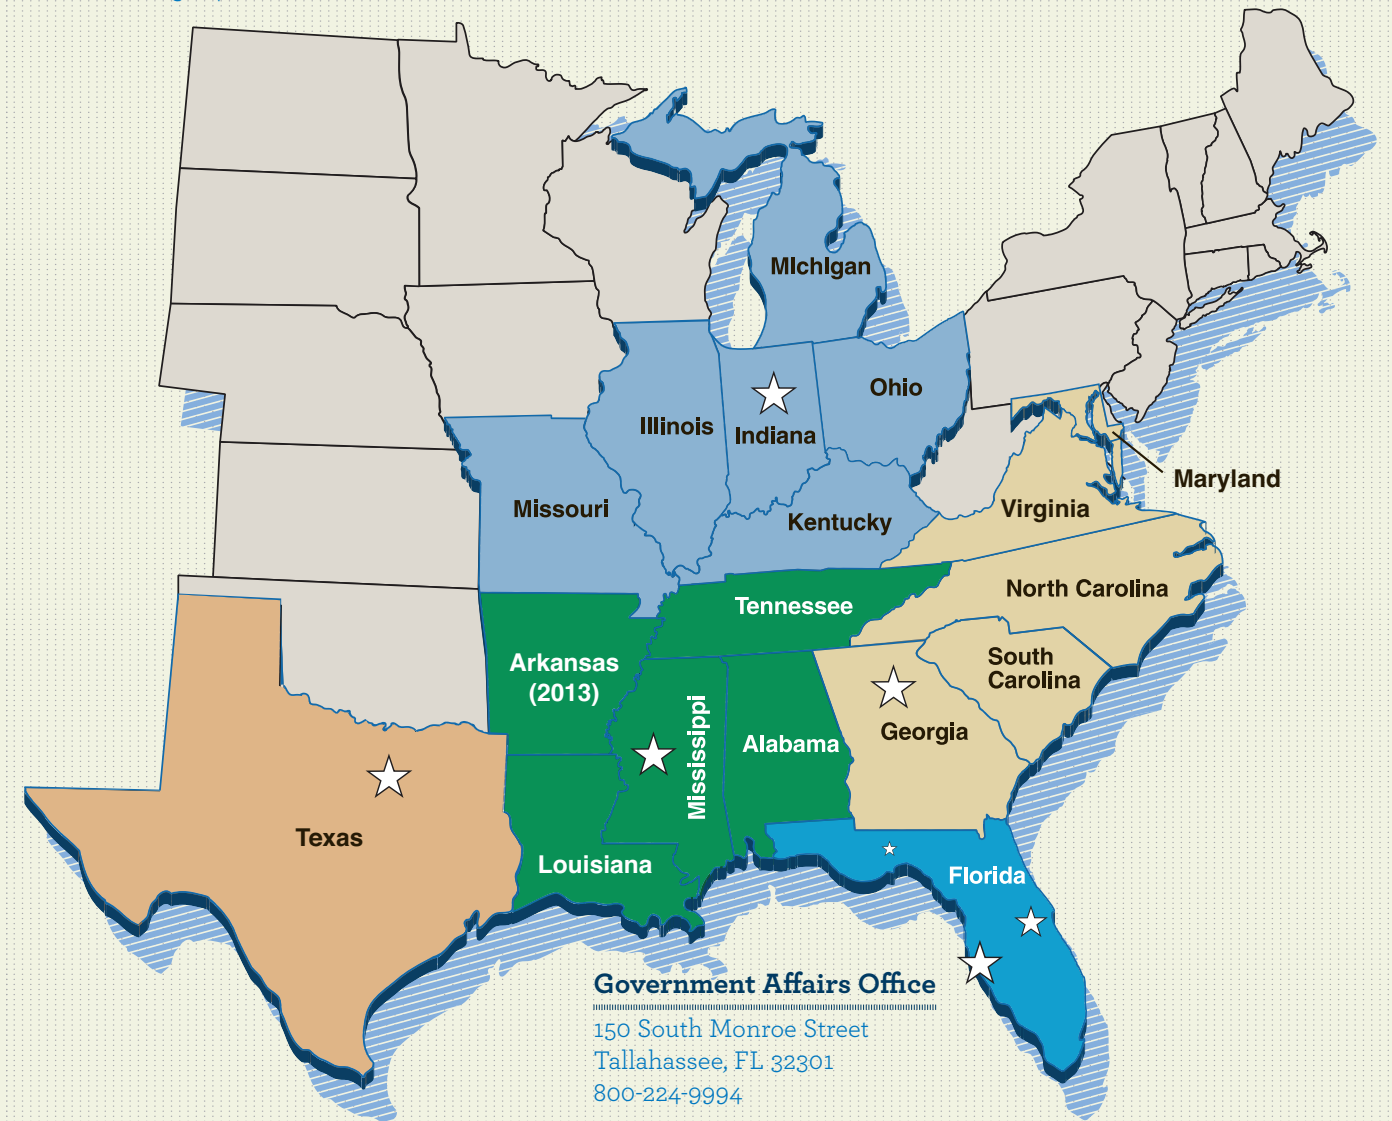 MIchIgan
Ohio
Illinois
Indiana
Maryland
Missouri
Virginia
Kentucky
North Carolina
Tennessee
Arkansas
(2013)
South
Carolina
Mississippi
Alabama
Georgia
Texas
Louisiana
Florida
Government Affairs Office
150 South Monroe Street
Tallahassee, FL 32301
800-224-9994